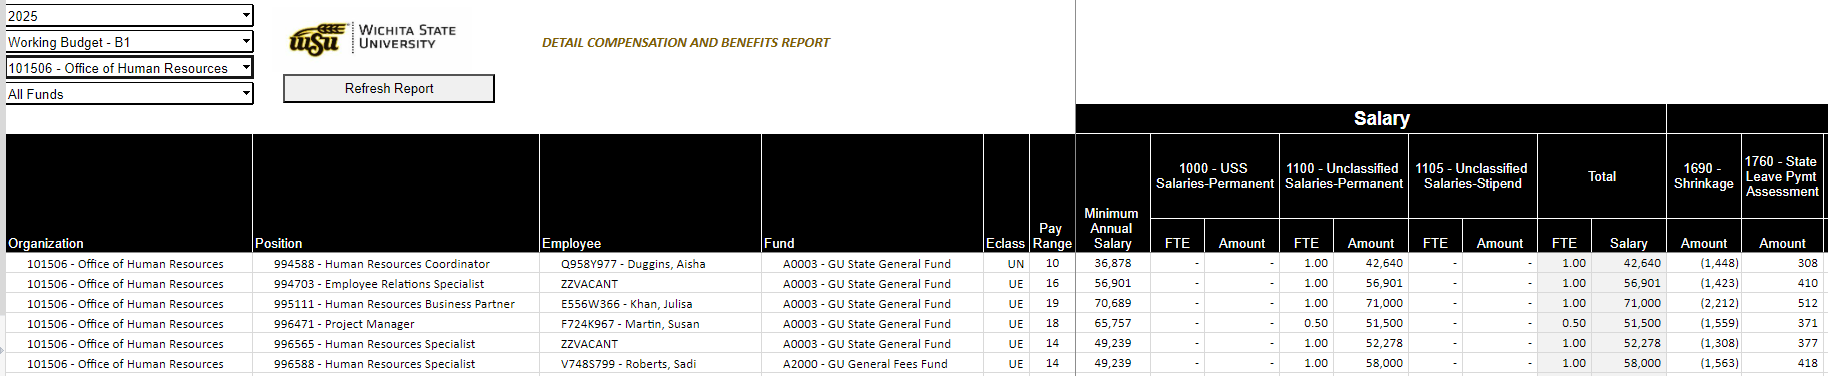 2025
Working Budget - B1
101506 - Office of Human Resources
All Funds
WSU
WICHITA STATE
UNIVERSITY
Refresh Report
DETAIL COMPENSATION AND BENEFITS REPORT
Salary
Organization Position Employee Fund Eclass Pay Range Minimum Annual Salary 1000 - USS Salaries-Permanent 1100 - Unclassified Salaries-Permanent 1105 - Unclassified Salaries-Stipend Total 1690 - Shrinkage 1760 - State Leave Pymt Assessment
FTE Amount FTE Amount FTE Amount FTE Salary Amount Amount
101506 - Office of Human Resources 994588 - Human Resources Coordinator Q958Y977 - Duggins, Aisha A0003 - GU State General Fund UN 10 36,878 - - 1.00 42,640 - - 1.00 42,640 (1,448) 308
101506 - Office of Human Resources 994703 - Employee Relations Specialist ZZVACANT A0003 - GU State General Fund UE 16 56,901 - - 1.00 56,901 - - 1.00 56,901 (1,423) 410
101506 - Office of Human Resources 995111 - Human Resources Business Partner E556W366 - Khan, Julisa A0003 - GU State General Fund UE 19 70,689 - - 1.00 71,000 - - 1.00 71,000 (2,212) 512
101506 - Office of Human Resources 996471 - Project Manager F724K967 - Martin, Susan A0003 - GU State General Fund UE 18 65,757 - - 0.50 51,500 - - 0.50 51,500 (1,559) 371
101506 - Office of Human Resources 996565 - Human Resources Specialist ZZVACANT A0003 - GU State General Fund UE 14 49,239 - - 1.00 52,278 - - 1.00 52,278 (1,308) 377
101506 - Office of Human Resources 996588 - Human Resources Specialist V748S799 - Roberts, Sadi A2000 - GU General Fees Fund UE 14 49,239 - - 1.00 58,000 - - 1.00 58,000 (1,563) 418